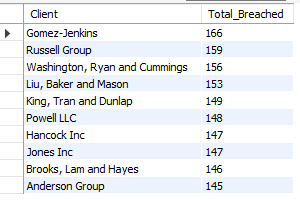 Client Total_Breached
Gomez-Jenkins 166
Russell Group 159
Washington, Ryan and Cummings 156
Liu, Baker and Mason 153
King, Tran and Dunlap 149
Powell LLC 148
Hancock Inc 147
Jones Inc 147
Brooks, Lam and Hayes 146
Anderson Group 145